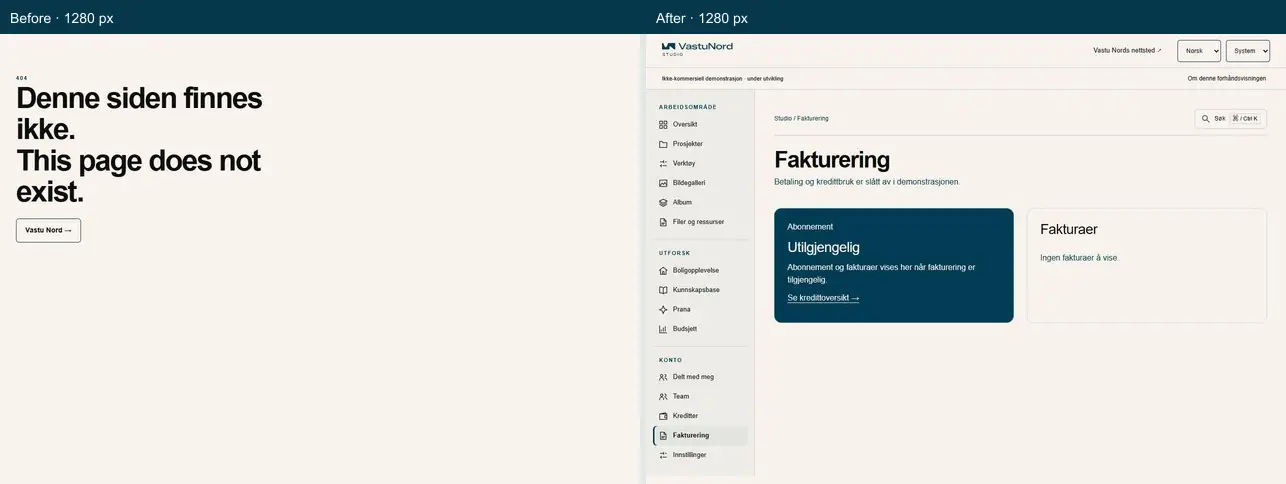 Before · 1280 px
404
Denne siden finnes
ikke.
This page does not
exist.
Vastu Nord →
After · 1280 px
VastuNord
STUDIO
Vastu Nords nettsted ↗
Norsk
System
Ikke-kommersiell demonstrasjon · under utvikling
Om denne forhåndsvisningen
ARBEIDSOMRÅDE
Oversikt
Prosjekter
Verktøy
Bildegalleri
Album
Filer og ressurser
UTFORSK
Boligopplevelse
Kunnskapsbase
Prana
Budsjett
KONTO
Delt med meg
Team
Kreditter
Fakturering
Innstillinger
Studio / Fakturering
Søk ⌘ / Ctrl K
Fakturering
Betaling og kredittbruk er slått av i demonstrasjonen.
Abonnement
Utilgjengelig
Abonnement og fakturaer vises her når fakturering er
tilgjengelig.
Se kredittoversikt →
Fakturaer
Ingen fakturaer å vise.